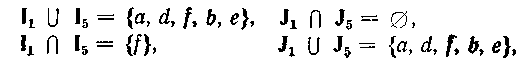 I₁ ∪ I₅ = {a, d, f, b, e}, J₁ ∩ J₅ = ∅,
I₁ ∩ I₅ = {f}, J₁ ∪ J₅ = {a, d, f, b, e},